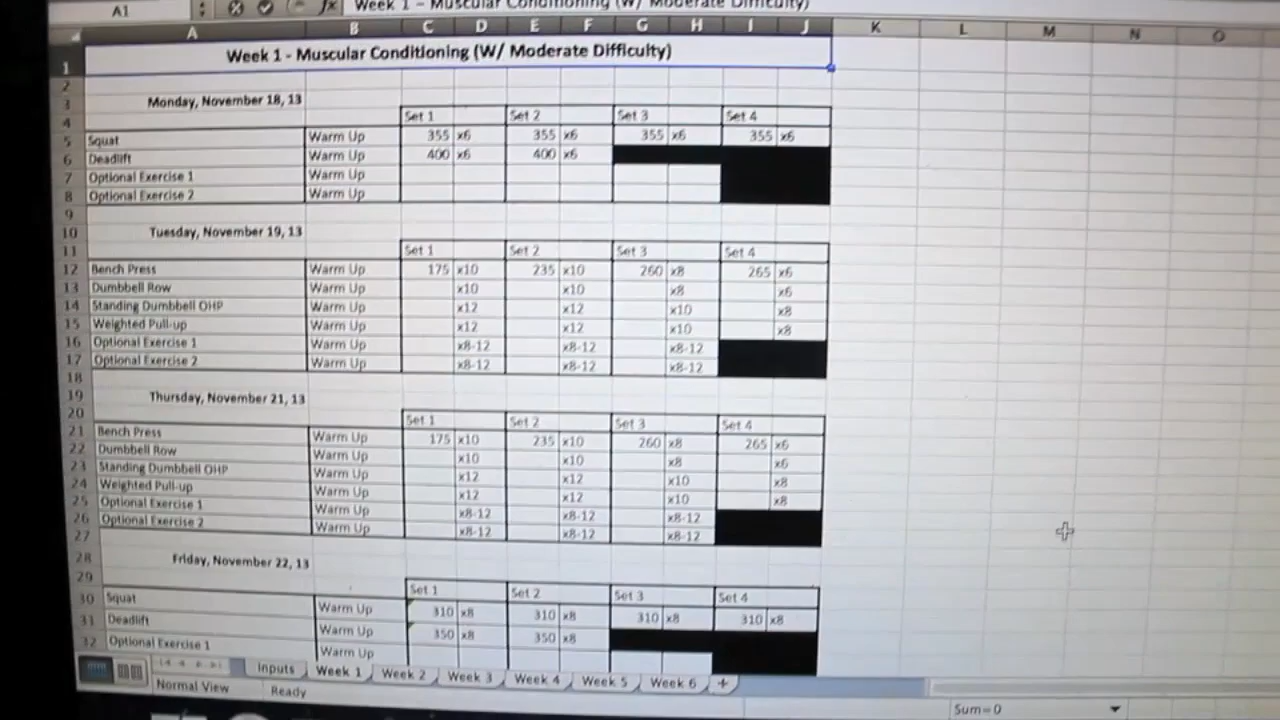 A1 fx Week 1 - Muscular Conditioning (W/ Moderate Difficulty)
A B C D E F G H I J K L M N O
1 Week 1 - Muscular Conditioning (W/ Moderate Difficulty)
2
3 Monday, November 18, 13
4 Set 1 Set 2 Set 3 Set 4
5 Squat Warm Up 355 x6 355 x6 355 x6 355 x6
6 Deadlift Warm Up 400 x6 400 x6
7 Optional Exercise 1 Warm Up
8 Optional Exercise 2 Warm Up
9
10 Tuesday, November 19, 13
11 Set 1 Set 2 Set 3 Set 4
12 Bench Press Warm Up 175 x10 235 x10 260 x8 265 x6
13 Dumbbell Row Warm Up x10 x10 x8 x6
14 Standing Dumbbell OHP Warm Up x12 x12 x10 x8
15 Weighted Pull-up Warm Up x12 x12 x10 x8
16 Optional Exercise 1 Warm Up x8-12 x8-12 x8-12
17 Optional Exercise 2 Warm Up x8-12 x8-12 x8-12
18
19 Thursday, November 21, 13
20 Set 1 Set 2 Set 3 Set 4
21 Bench Press Warm Up 175 x10 235 x10 260 x8 265 x6
22 Dumbbell Row Warm Up x10 x10 x8 x6
23 Standing Dumbbell OHP Warm Up x12 x12 x10 x8
24 Weighted Pull-up Warm Up x12 x12 x10 x8
25 Optional Exercise 1 Warm Up x8-12 x8-12 x8-12
26 Optional Exercise 2 Warm Up x8-12 x8-12 x8-12
27
28 Friday, November 22, 13
29 Set 1 Set 2 Set 3 Set 4
30 Squat Warm Up 310 x8 310 x8 310 x8 310 x8
31 Deadlift Warm Up 350 x8 350 x8
32 Optional Exercise 1 Warm Up
Inputs Week 1 Week 2 Week 3 Week 4 Week 5 Week 6 +
Normal View Ready Sum=0